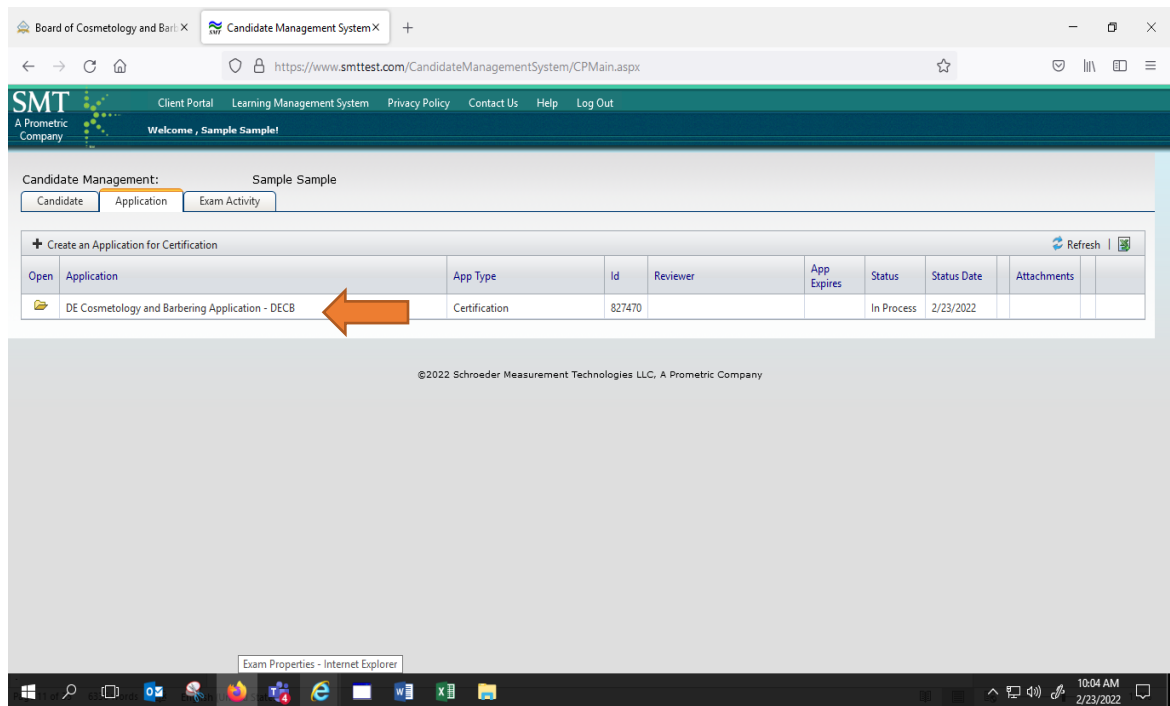 Board of Cosmetology and Barb
SMT Candidate Management System
https://www.smttest.com/CandidateManagementSystem/CPMain.aspx
SMT
A Prometric
Company
Client Portal Learning Management System Privacy Policy Contact Us Help Log Out
Welcome , Sample Sample!
Candidate Management: Sample Sample
Candidate Application Exam Activity
Create an Application for Certification Refresh |
Open Application App Type Id Reviewer App Expires Status Status Date Attachments
DE Cosmetology and Barbering Application - DECB Certification 827470 In Process 2/23/2022
©2022 Schroeder Measurement Technologies LLC, A Prometric Company
Exam Properties - Internet Explorer
10:04 AM
2/23/2022